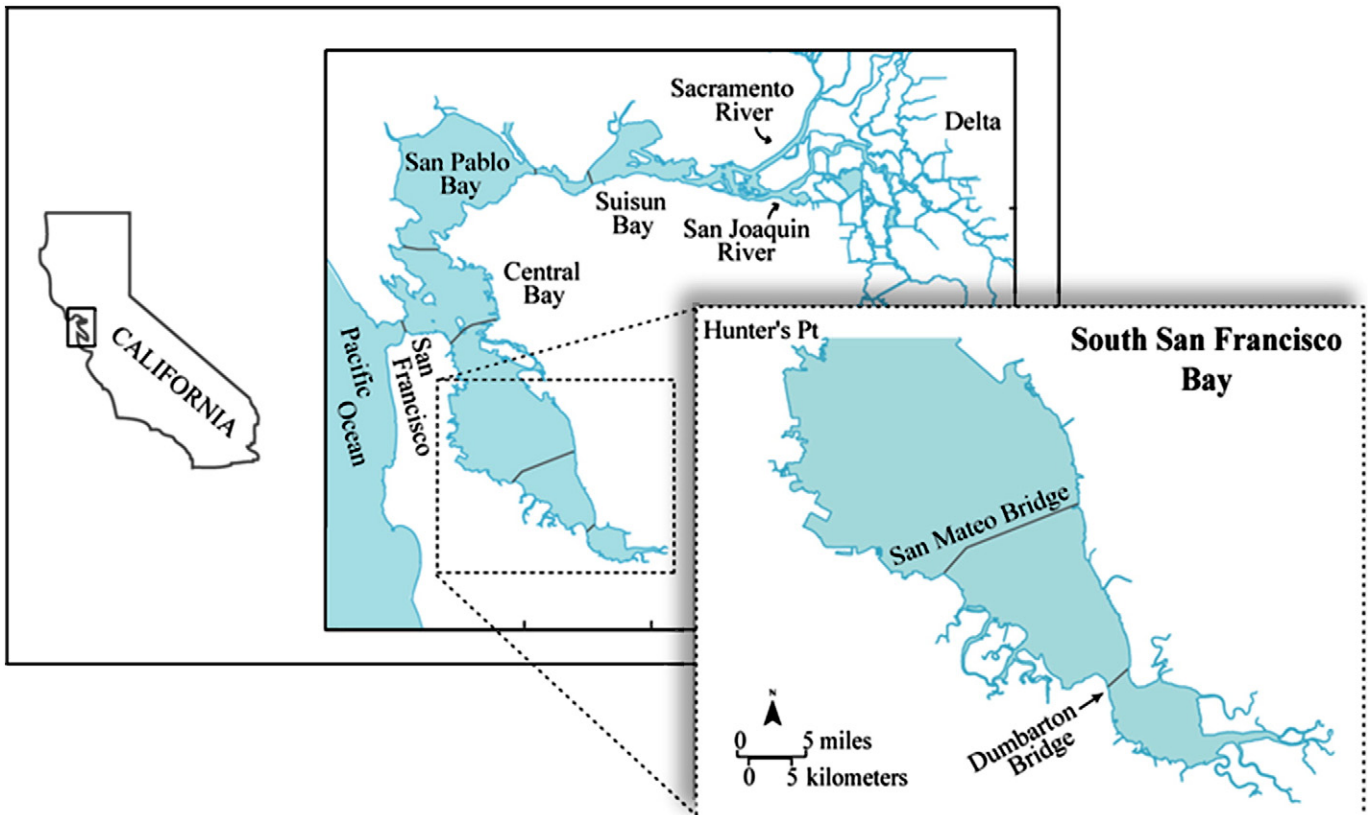 CALIFORNIA
Pacific
Ocean
San
Francisco
San Pablo
Bay
Suisun
Bay
Central
Bay
Sacramento
River
San Joaquin
River
Delta
Hunter's Pt
South San Francisco
Bay
San Mateo Bridge
Dumbarton
Bridge
N
0 5 miles
0 5 kilometers